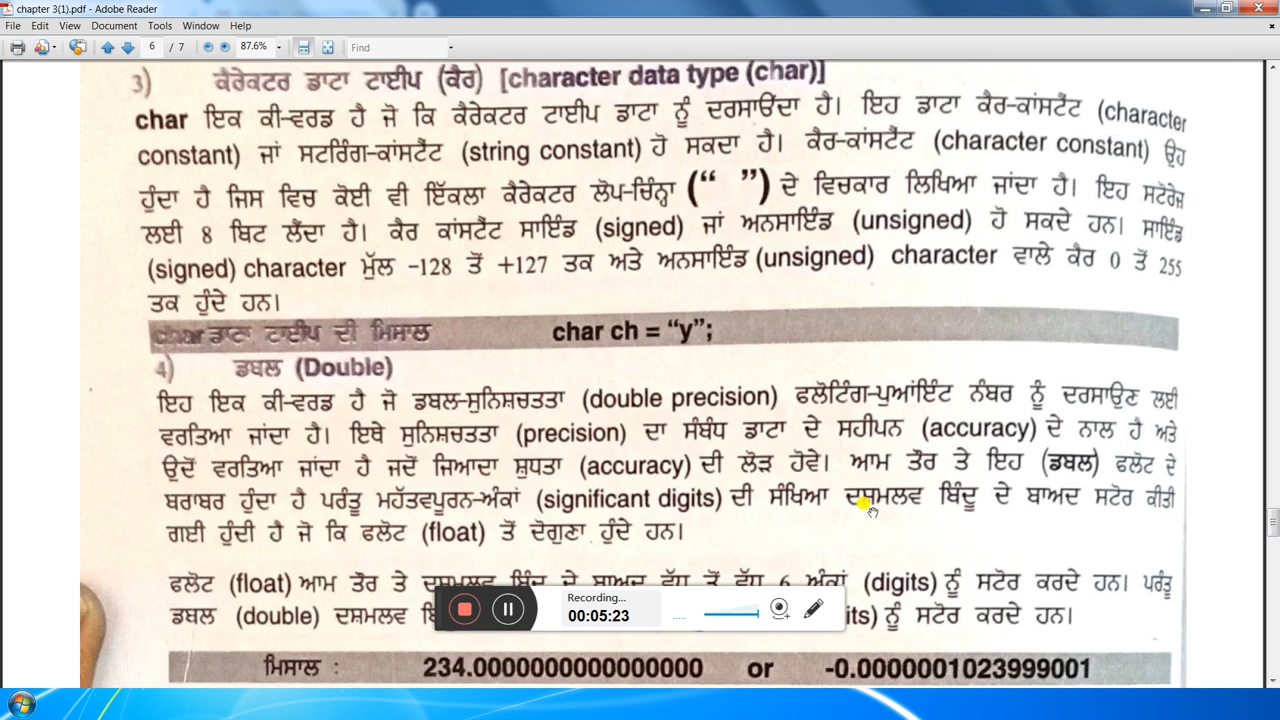 chapter 3(1).pdf - Adobe Reader
File Edit View Document Tools Window Help
6 / 7 87.6% Find
3) ਕੈਰੇਕਟਰ ਡਾਟਾ ਟਾਈਪ (ਕੈਰ) [character data type (char)]
char ਇਕ ਕੀ-ਵਰਡ ਹੈ ਜੋ ਕਿ ਕੈਰੇਕਟਰ ਟਾਈਪ ਡਾਟਾ ਨੂੰ ਦਰਸਾਉਂਦਾ ਹੈ। ਇਹ ਡਾਟਾ ਕੈਰ-ਕਾਂਸਟੈਂਟ (character
constant) ਜਾਂ ਸਟਰਿੰਗ-ਕਾਂਸਟੈਂਟ (string constant) ਹੋ ਸਕਦਾ ਹੈ। ਕੈਰ-ਕਾਂਸਟੈਂਟ (character constant) ਉਹ
ਹੁੰਦਾ ਹੈ ਜਿਸ ਵਿਚ ਕੋਈ ਵੀ ਇੱਕਲਾ ਕੈਰੇਕਟਰ ਲੋਪ-ਚਿੰਨ੍ਹਾ (“ ”) ਦੇ ਵਿਚਕਾਰ ਲਿਖਿਆ ਜਾਂਦਾ ਹੈ। ਇਹ ਸਟੋਰੇਜ਼
ਲਈ 8 ਬਿਟ ਲੈਂਦਾ ਹੈ। ਕੈਰ ਕਾਂਸਟੈਂਟ ਸਾਇੰਡ (signed) ਜਾਂ ਅਨਸਾਇੰਡ (unsigned) ਹੋ ਸਕਦੇ ਹਨ। ਸਾਇੰਡ
(signed) character ਮੁੱਲ -128 ਤੋਂ +127 ਤਕ ਅਤੇ ਅਨਸਾਇੰਡ (unsigned) character ਵਾਲੇ ਕੈਰ 0 ਤੋਂ 255
ਤਕ ਹੁੰਦੇ ਹਨ।
char ਡਾਟਾ ਟਾਈਪ ਦੀ ਮਿਸਾਲ char ch = “y”;
4) ਡਬਲ (Double)
ਇਹ ਇਕ ਕੀ-ਵਰਡ ਹੈ ਜੋ ਡਬਲ-ਸੁਨਿਸ਼ਚਤਤਾ (double precision) ਫਲੋਟਿੰਗ-ਪੁਆਂਇੰਟ ਨੰਬਰ ਨੂੰ ਦਰਸਾਉਣ ਲਈ
ਵਰਤਿਆ ਜਾਂਦਾ ਹੈ। ਇਥੇ ਸੁਨਿਸ਼ਚਤਤਾ (precision) ਦਾ ਸੰਬੰਧ ਡਾਟਾ ਦੇ ਸਹੀਪਨ (accuracy) ਦੇ ਨਾਲ ਹੈ ਅਤੇ
ਉਦੋਂ ਵਰਤਿਆ ਜਾਂਦਾ ਹੈ ਜਦੋਂ ਜਿਆਦਾ ਸ਼ੁਧਤਾ (accuracy) ਦੀ ਲੋੜ ਹੋਵੇ। ਆਮ ਤੌਰ ਤੇ ਇਹ (ਡਬਲ) ਫਲੋਟ ਦੇ
ਬਰਾਬਰ ਹੁੰਦਾ ਹੈ ਪਰੰਤੂ ਮਹੱਤਵਪੂਰਨ-ਅੰਕਾਂ (significant digits) ਦੀ ਸੰਖਿਆ ਦਸ਼ਮਲਵ ਬਿੰਦੂ ਦੇ ਬਾਅਦ ਸਟੋਰ ਕੀਤੀ
ਗਈ ਹੁੰਦੀ ਹੈ ਜੋ ਕਿ ਫਲੋਟ (float) ਤੋਂ ਦੋਗੁਣਾ ਹੁੰਦੇ ਹਨ।
ਫਲੋਟ (float) ਆਮ ਤੌਰ ਤੇ ਦਸ਼ਮਲਵ ਬਿੰਦੂ ਦੇ ਬਾਅਦ ਵੱਧ ਤੋਂ ਵੱਧ 6 ਅੰਕਾਂ (digits) ਨੂੰ ਸਟੋਰ ਕਰਦੇ ਹਨ। ਪਰੰਤੂ
ਡਬਲ (double) ਦਸ਼ਮਲਵ its) ਨੂੰ ਸਟੋਰ ਕਰਦੇ ਹਨ।
Recording...
00:05:23
ਮਿਸਾਲ : 234.0000000000000000 or -0.0000001023999001